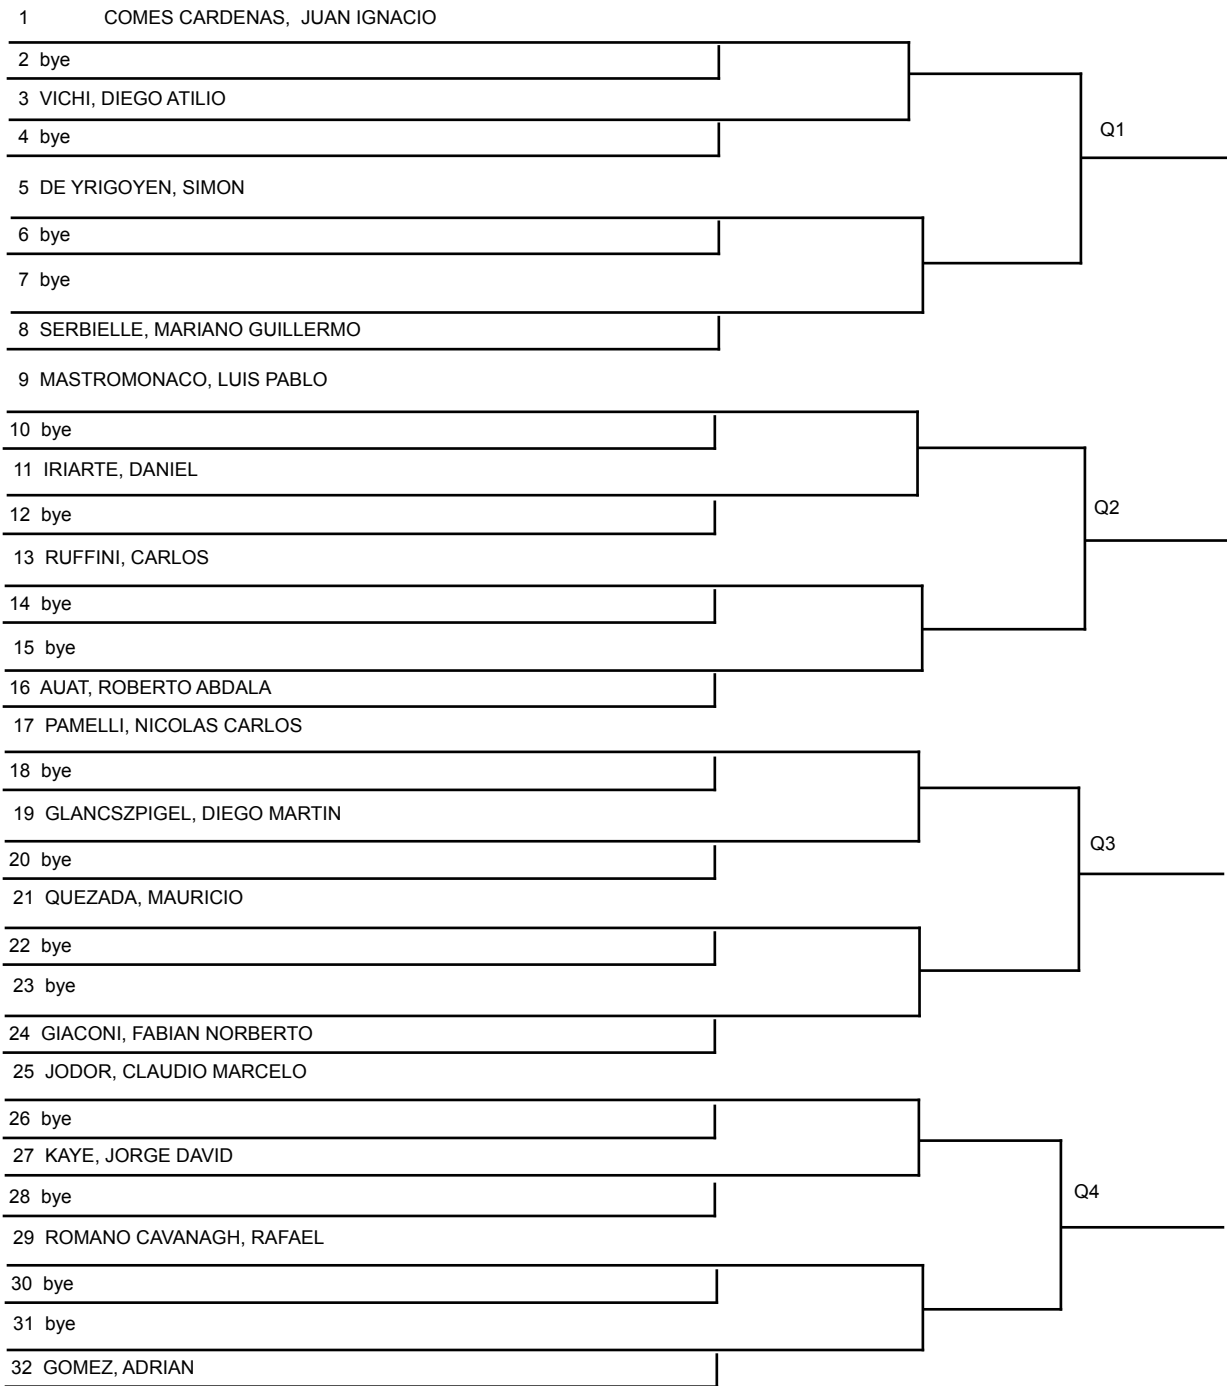 1 COMES CARDENAS, JUAN IGNACIO
2 bye
3 VICHI, DIEGO ATILIO
4 bye
Q1
5 DE YRIGOYEN, SIMON
6 bye
7 bye
8 SERBIELLE, MARIANO GUILLERMO
9 MASTROMONACO, LUIS PABLO
10 bye
11 IRIARTE, DANIEL
12 bye
Q2
13 RUFFINI, CARLOS
14 bye
15 bye
16 AUAT, ROBERTO ABDALA
17 PAMELLI, NICOLAS CARLOS
18 bye
19 GLANCSZPIGEL, DIEGO MARTIN
20 bye
Q3
21 QUEZADA, MAURICIO
22 bye
23 bye
24 GIACONI, FABIAN NORBERTO
25 JODOR, CLAUDIO MARCELO
26 bye
27 KAYE, JORGE DAVID
28 bye
Q4
29 ROMANO CAVANAGH, RAFAEL
30 bye
31 bye
32 GOMEZ, ADRIAN